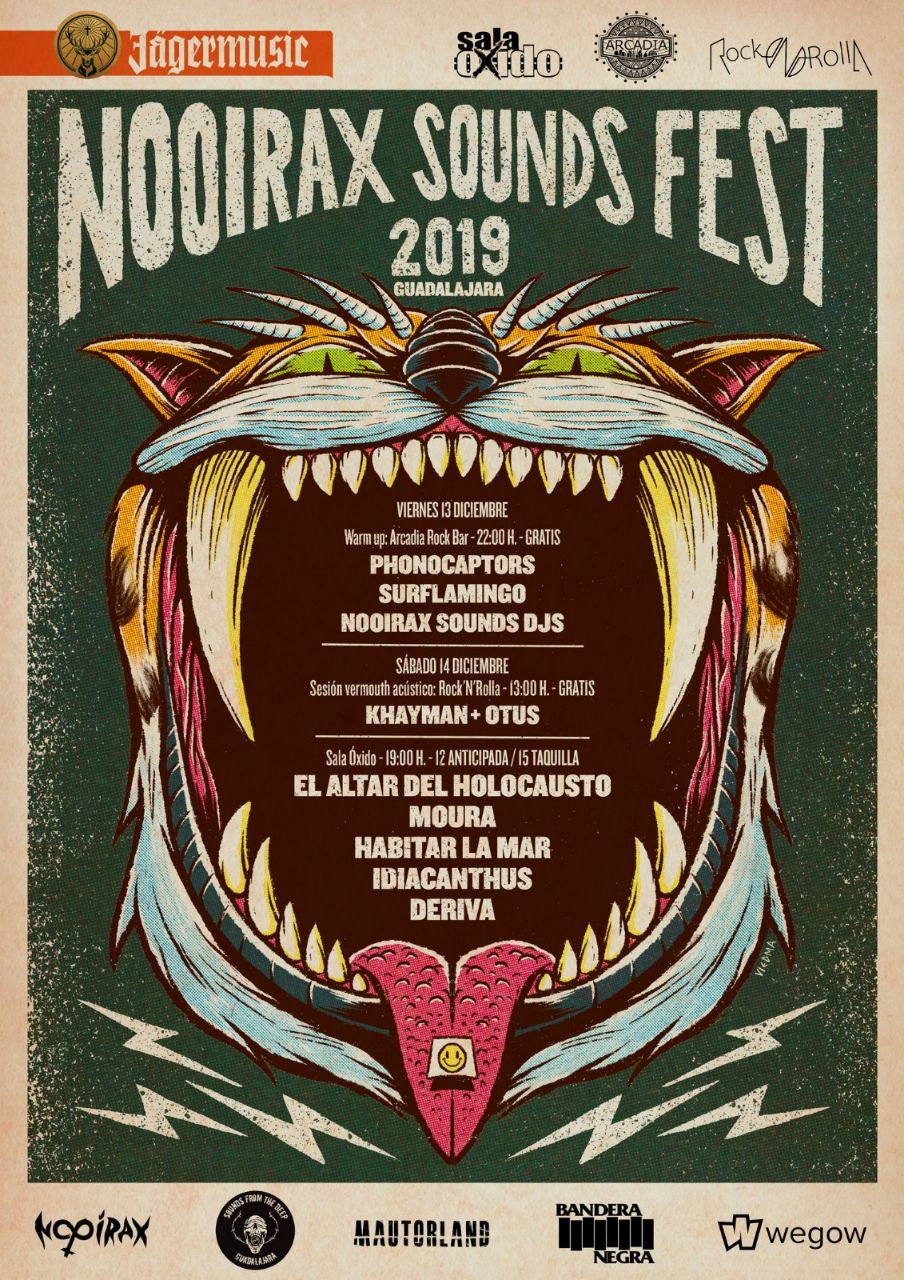 Jägermusic
sala
óxido
ARCADIA
ROCKNROLLA
NOOIRAX SOUNDS FEST
2019
GUADALAJARA
VIERNES 13 DICIEMBRE
Warm up: Arcadia Rock Bar - 22:00 H. - GRATIS
PHONOCAPTORS
SURFLAMINGO
NOOIRAX SOUNDS DJS
SÁBADO 14 DICIEMBRE
Sesión vermouth acústico: Rock'N'Rolla - 13:00 H. - GRATIS
KHAYMAN + OTUS
Sala Óxido - 19:00 H. - 12 ANTICIPADA / 15 TAQUILLA
EL ALTAR DEL HOLOCAUSTO
MOURA
HABITAR LA MAR
IDIACANTHUS
DERIVA
NOOIRAX
SOUNDS FROM THE DEEP
GUADALAJARA
MAUTORLAND
BANDERA
NEGRA
wegow